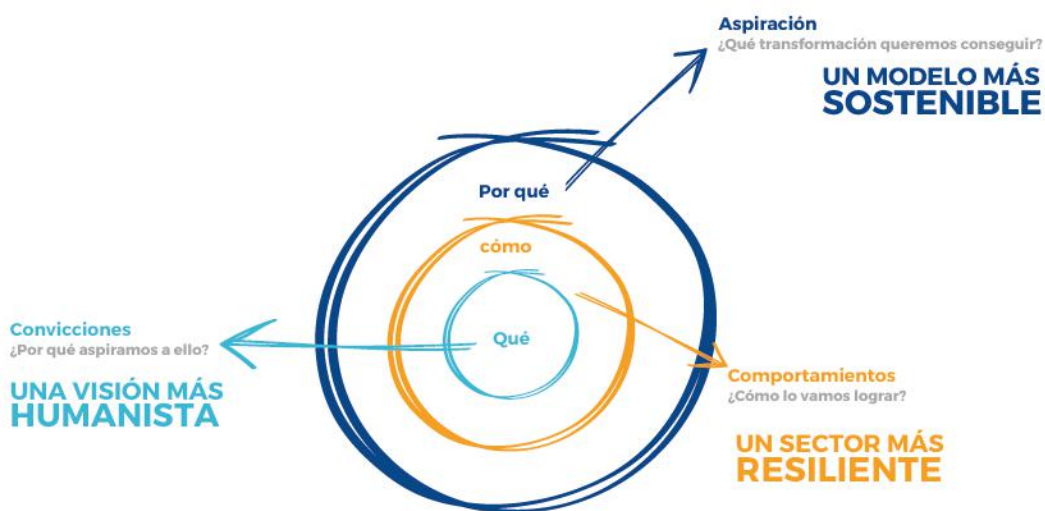 Aspiración
¿Qué transformación queremos conseguir?
UN MODELO MÁS
SOSTENIBLE
Por qué
cómo
Qué
Convicciones
¿Por qué aspiramos a ello?
UNA VISIÓN MÁS
HUMANISTA
Comportamientos
¿Cómo lo vamos lograr?
UN SECTOR MÁS
RESILIENTE